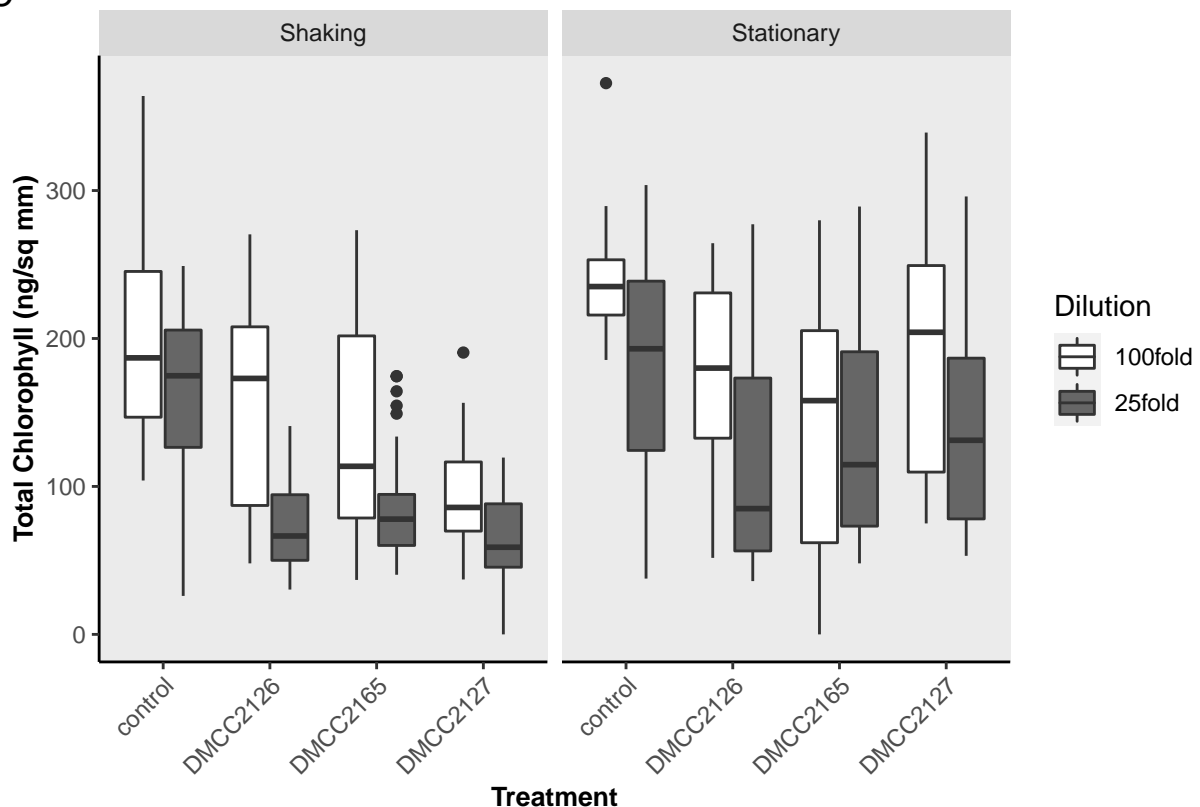 Shaking
Stationary
Total Chlorophyll (ng/sq mm)
300
200
100
0
control
DMCC2126
DMCC2165
DMCC2127
control
DMCC2126
DMCC2165
DMCC2127
Treatment
Dilution
100fold
25fold